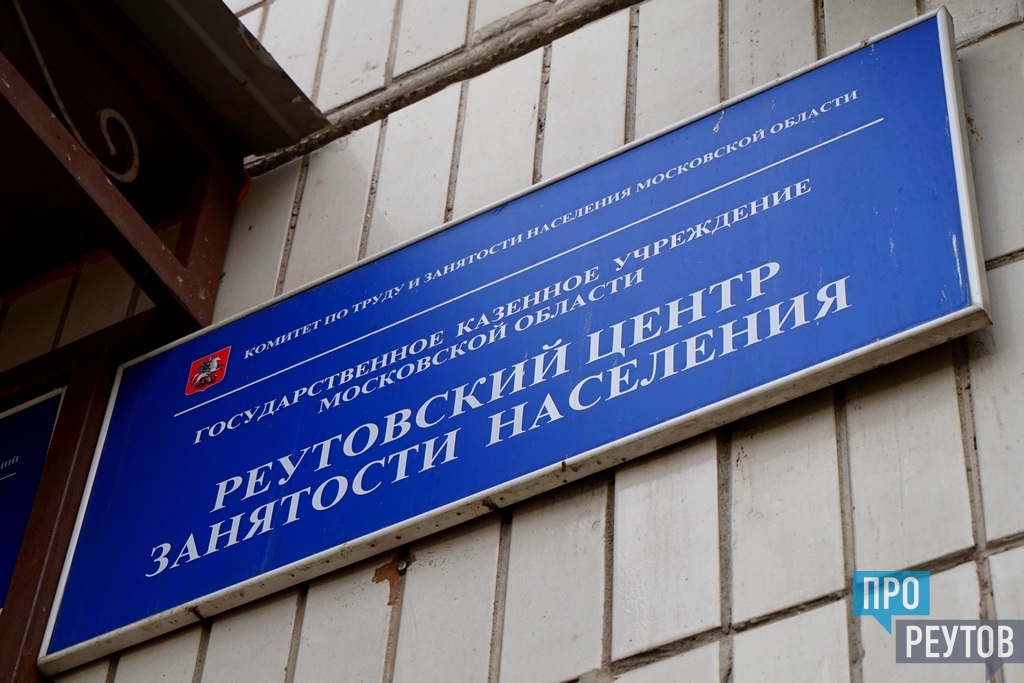 КОМИТЕТ ПО ТРУДУ И ЗАНЯТОСТИ НАСЕЛЕНИЯ МОСКОВСКОЙ ОБЛАСТИ
ГОСУДАРСТВЕННОЕ КАЗЕННОЕ УЧРЕЖДЕНИЕ
МОСКОВСКОЙ ОБЛАСТИ
РЕУТОВСКИЙ ЦЕНТР
ЗАНЯТОСТИ НАСЕЛЕНИЯ
ПРО
РЕУТОВ